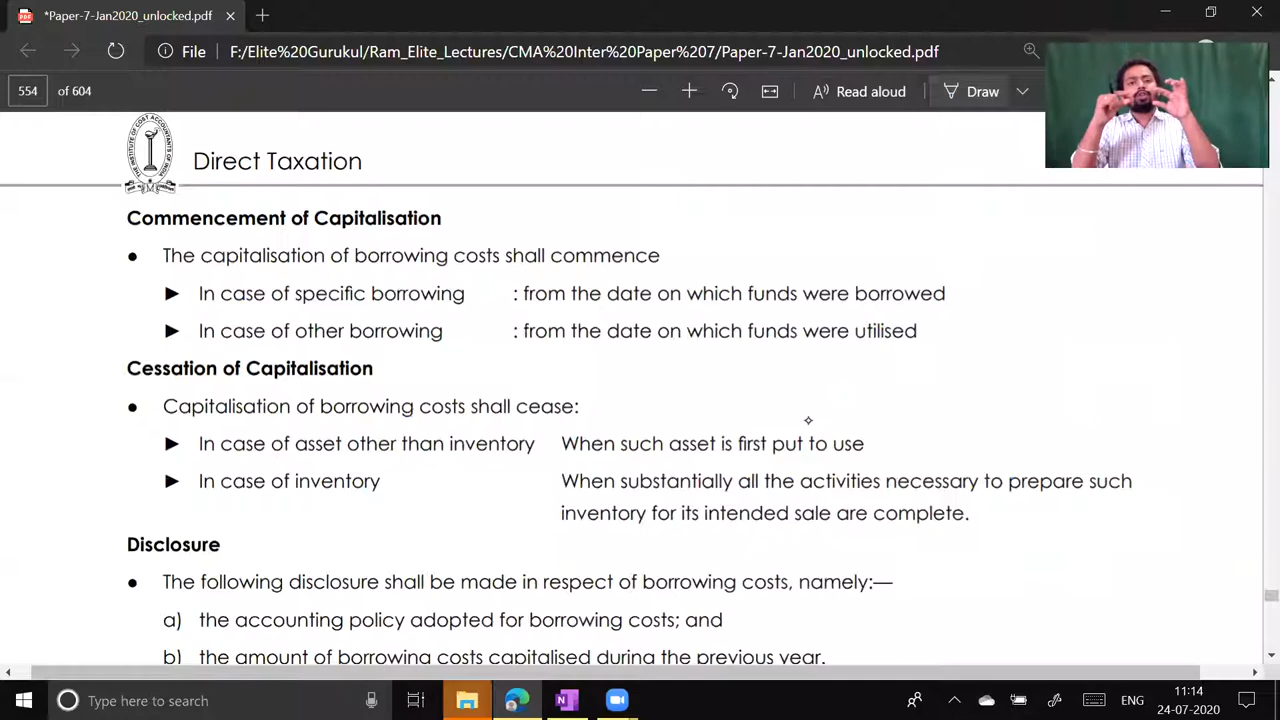 *Paper-7-Jan2020_unlocked.pdf
File F:/Elite%20Gurukul/Ram_Elite_Lectures/CMA%20Inter%20Paper%207/Paper-7-Jan2020_unlocked.pdf
554 of 604 Read aloud Draw
Direct Taxation
Commencement of Capitalisation
● The capitalisation of borrowing costs shall commence
► In case of specific borrowing : from the date on which funds were borrowed
► In case of other borrowing : from the date on which funds were utilised
Cessation of Capitalisation
● Capitalisation of borrowing costs shall cease:
► In case of asset other than inventory When such asset is first put to use
► In case of inventory When substantially all the activities necessary to prepare such
inventory for its intended sale are complete.
Disclosure
● The following disclosure shall be made in respect of borrowing costs, namely:—
a) the accounting policy adopted for borrowing costs; and
b) the amount of borrowing costs capitalised during the previous year.
Type here to search
ENG
11:14
24-07-2020